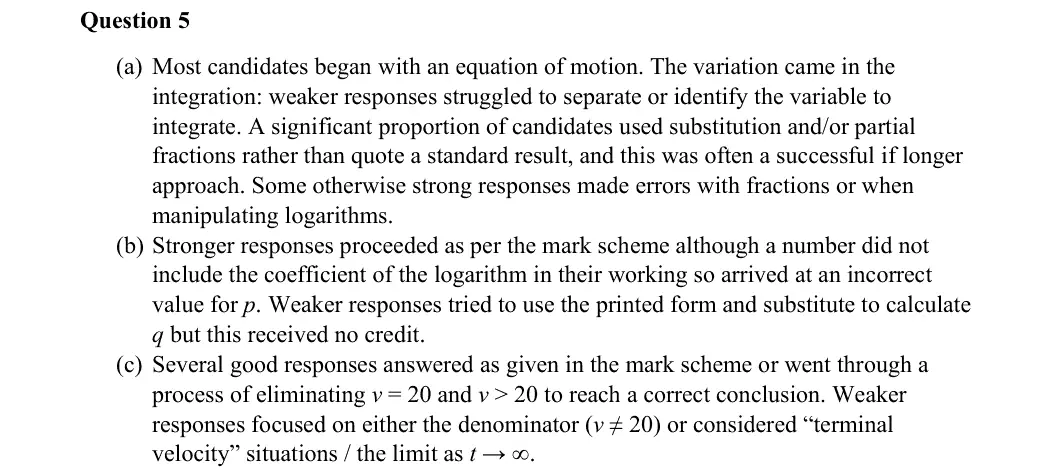 Question 5
(a) Most candidates began with an equation of motion. The variation came in the
integration: weaker responses struggled to separate or identify the variable to
integrate. A significant proportion of candidates used substitution and/or partial
fractions rather than quote a standard result, and this was often a successful if longer
approach. Some otherwise strong responses made errors with fractions or when
manipulating logarithms.
(b) Stronger responses proceeded as per the mark scheme although a number did not
include the coefficient of the logarithm in their working so arrived at an incorrect
value for p. Weaker responses tried to use the printed form and substitute to calculate
q but this received no credit.
(c) Several good responses answered as given in the mark scheme or went through a
process of eliminating v = 20 and v > 20 to reach a correct conclusion. Weaker
responses focused on either the denominator (v ≠ 20) or considered “terminal
velocity” situations / the limit as t → ∞.